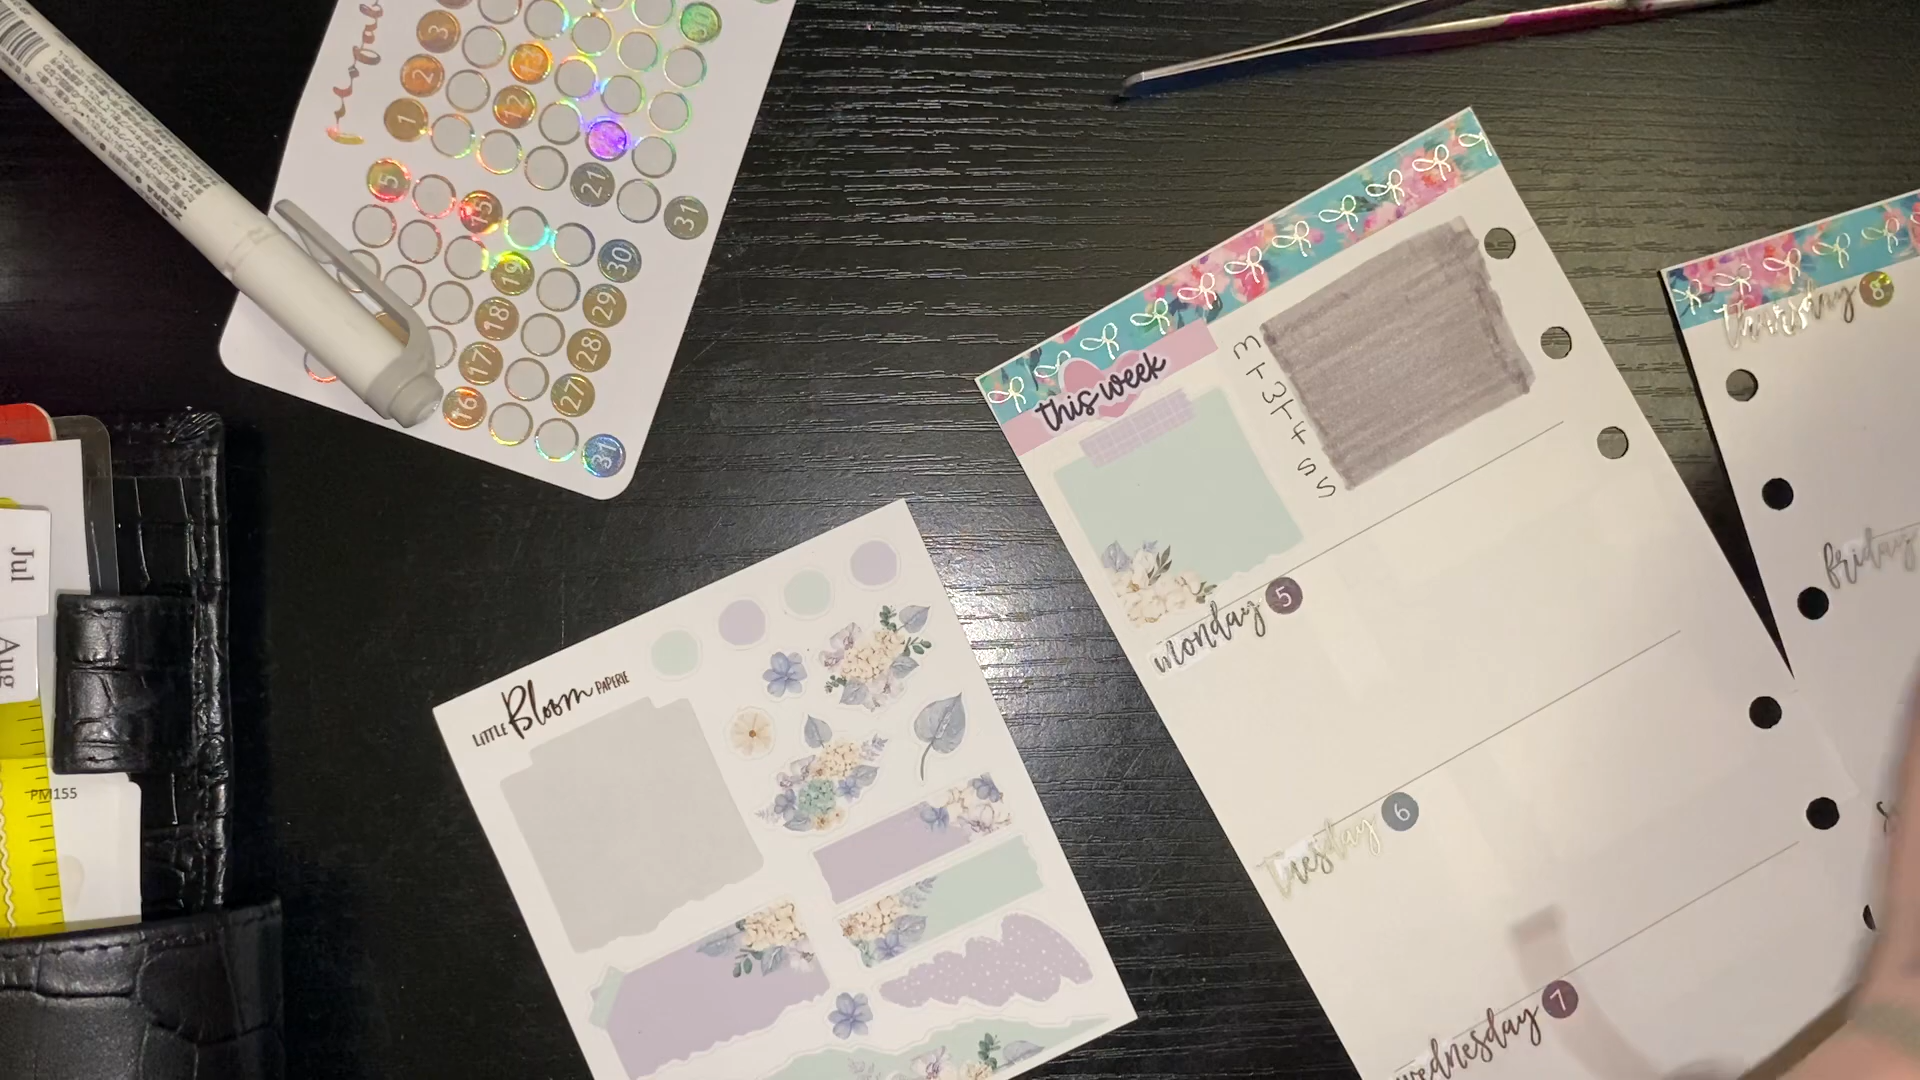 3
2
13
1
12
5
15
21
31
19
30
18
29
17
28
16
27
31
Jul
Aug
PM155
LITTLE Bloom PAPERIE
this week
M
T
W
T
F
S
S
monday 5
Tuesday 6
wednesday 7
Thursday 8
friday